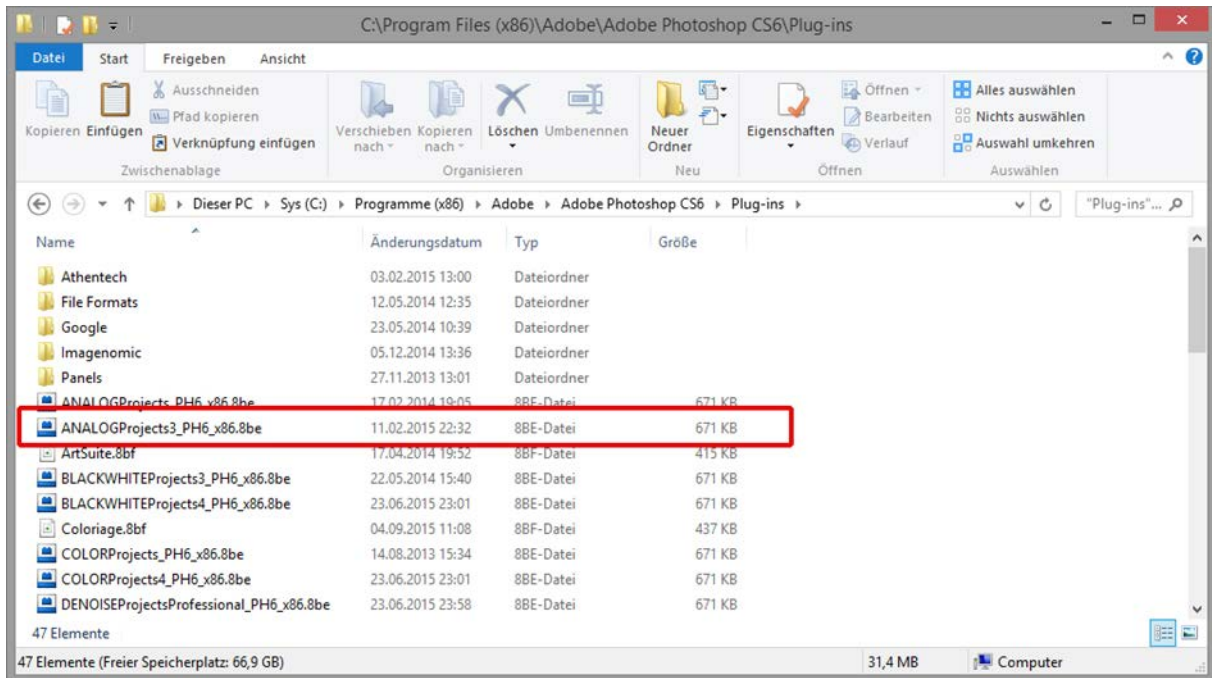 C:\Program Files (x86)\Adobe\Adobe Photoshop CS6\Plug-ins
Datei Start Freigeben Ansicht
Kopieren Einfügen Ausschneiden Pfad kopieren Verknüpfung einfügen
Verschieben nach Kopieren nach Löschen Umbenennen
Neuer Ordner
Eigenschaften Öffnen Bearbeiten Verlauf
Alles auswählen Nichts auswählen Auswahl umkehren
Zwischenablage Organisieren Neu Öffnen Auswählen
Dieser PC Sys (C:) Programme (x86) Adobe Adobe Photoshop CS6 Plug-ins "Plug-ins"...
Name Änderungsdatum Typ Größe
Athentech 03.02.2015 13:00 Dateiordner
File Formats 12.05.2014 12:35 Dateiordner
Google 23.05.2014 10:39 Dateiordner
Imagenomic 05.12.2014 13:36 Dateiordner
Panels 27.11.2013 13:01 Dateiordner
ANALOGProjects_PH6_x86.8be 17.02.2014 19:05 8BE-Datei 671 KB
ANALOGProjects3_PH6_x86.8be 11.02.2015 22:32 8BE-Datei 671 KB
ArtSuite.8bf 17.04.2014 19:52 8BF-Datei 415 KB
BLACKWHITEProjects3_PH6_x86.8be 22.05.2014 15:40 8BE-Datei 671 KB
BLACKWHITEProjects4_PH6_x86.8be 23.06.2015 23:01 8BE-Datei 671 KB
Coloriage.8bf 04.09.2015 11:08 8BF-Datei 437 KB
COLORProjects_PH6_x86.8be 14.08.2013 15:34 8BE-Datei 671 KB
COLORProjects4_PH6_x86.8be 23.06.2015 23:01 8BE-Datei 671 KB
DENOISEProjectsProfessional_PH6_x86.8be 23.06.2015 23:58 8BE-Datei 671 KB
47 Elemente
47 Elemente (Freier Speicherplatz: 66,9 GB) 31,4 MB Computer